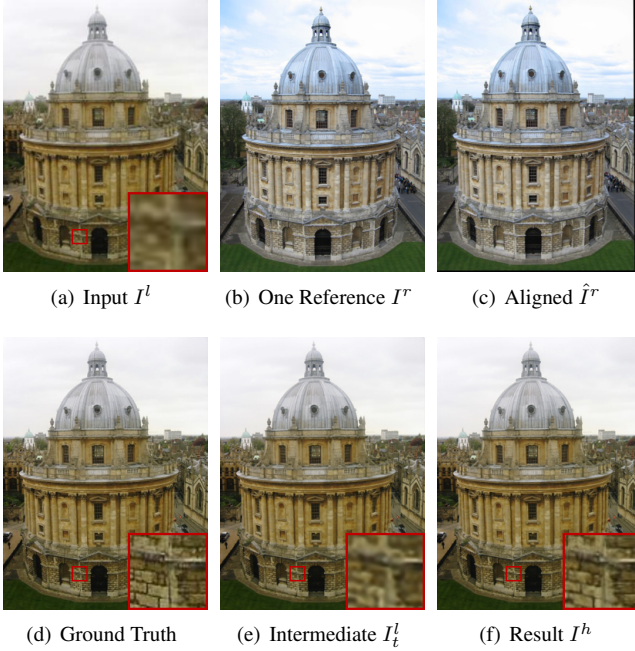 (a) Input I^l
(b) One Reference I^r
(c) Aligned Î^r
(d) Ground Truth
(e) Intermediate I_t^l
(f) Result I^h